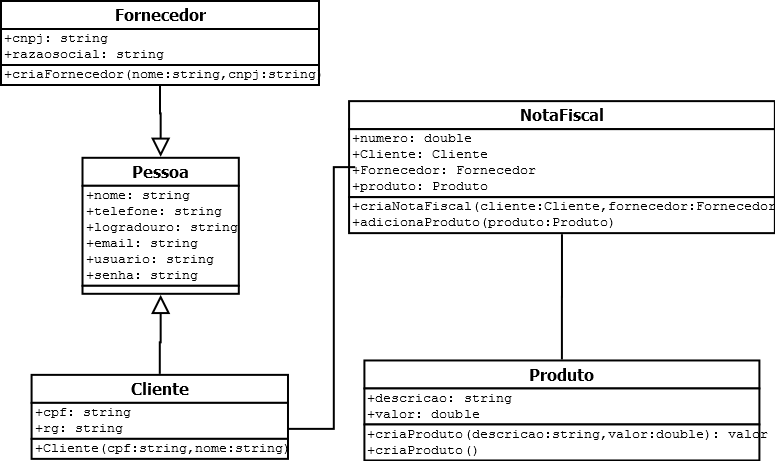 Fornecedor
+cnpj: string
+razaosocial: string
+criaFornecedor(nome:string,cnpj:string)
NotaFiscal
+numero: double
+Cliente: Cliente
+Fornecedor: Fornecedor
+produto: Produto
+criaNotaFiscal(cliente:Cliente,fornecedor:Fornecedor
+adicionaProduto(produto:Produto)
Pessoa
+nome: string
+telefone: string
+logradouro: string
+email: string
+usuario: string
+senha: string
Cliente
+cpf: string
+rg: string
+Cliente(cpf:string,nome:string)
Produto
+descricao: string
+valor: double
+criaProduto(descricao:string,valor:double): valor
+criaProduto()